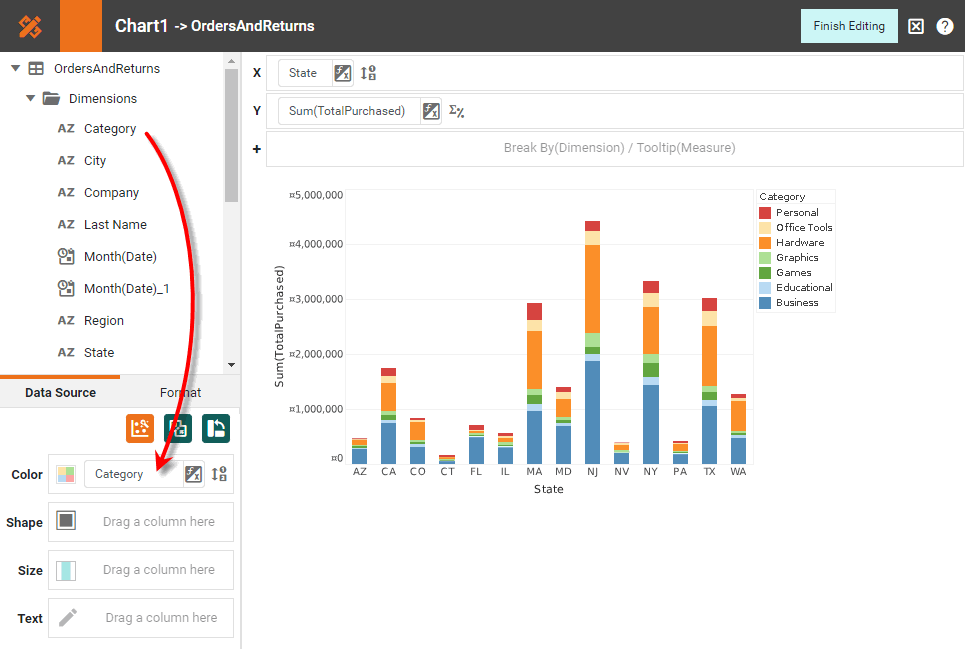 Chart1 -> OrdersAndReturns
Finish Editing
?
OrdersAndReturns
Dimensions
AZ Category
AZ City
AZ Company
AZ Last Name
Month(Date)
Month(Date)_1
AZ Region
AZ State
Data Source
Format
Color
Category
Shape
Drag a column here
Size
Drag a column here
Text
Drag a column here
X
State
Y
Sum(TotalPurchased)
+
Break By(Dimension) / Tooltip(Measure)
¤5,000,000
¤4,000,000
¤3,000,000
¤2,000,000
¤1,000,000
¤0
Sum(TotalPurchased)
AZ CA CO CT FL IL MA MD NJ NV NY PA TX WA
State
Category
Personal
Office Tools
Hardware
Graphics
Games
Educational
Business